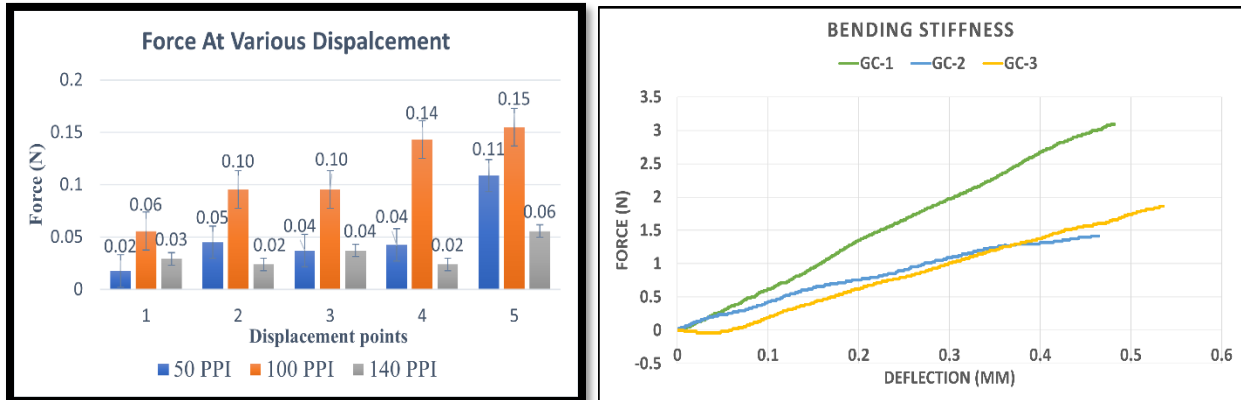 Force At Various Dispalcement
0.2
0.15
0.1
0.05
0
Force (N)
0.02 0.06 0.03 0.05 0.10 0.02 0.04 0.10 0.04 0.04 0.14 0.02 0.11 0.15 0.06
1 2 3 4 5
Displacement points
50 PPI 100 PPI 140 PPI
BENDING STIFFNESS
GC-1 GC-2 GC-3
3.5
3
2.5
2
1.5
1
0.5
0
-0.5
FORCE (N)
0 0.1 0.2 0.3 0.4 0.5 0.6
DEFLECTION (MM)